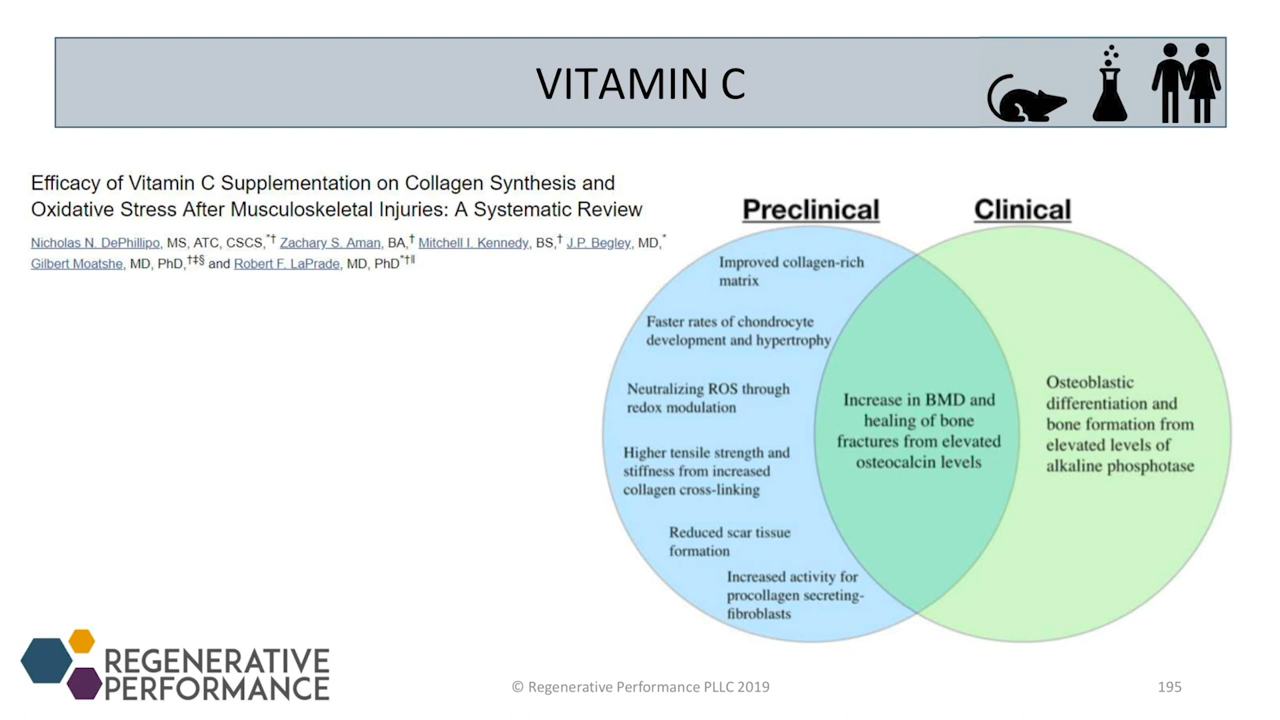 VITAMIN C
Efficacy of Vitamin C Supplementation on Collagen Synthesis and
Oxidative Stress After Musculoskeletal Injuries: A Systematic Review
Nicholas N. DePhillipo, MS, ATC, CSCS,*† Zachary S. Aman, BA,† Mitchell I. Kennedy, BS,† J.P. Begley, MD,*
Gilbert Moatshe, MD, PhD,†‡§ and Robert F. LaPrade, MD, PhD*†‖
Preclinical
Improved collagen-rich
matrix
Faster rates of chondrocyte
development and hypertrophy
Neutralizing ROS through
redox modulation
Higher tensile strength and
stiffness from increased
collagen cross-linking
Reduced scar tissue
formation
Increased activity for
procollagen secreting-
fibroblasts
Increase in BMD and
healing of bone
fractures from elevated
osteocalcin levels
Clinical
Osteoblastic
differentiation and
bone formation from
elevated levels of
alkaline phosphotase
REGENERATIVE
PERFORMANCE
© Regenerative Performance PLLC 2019
195